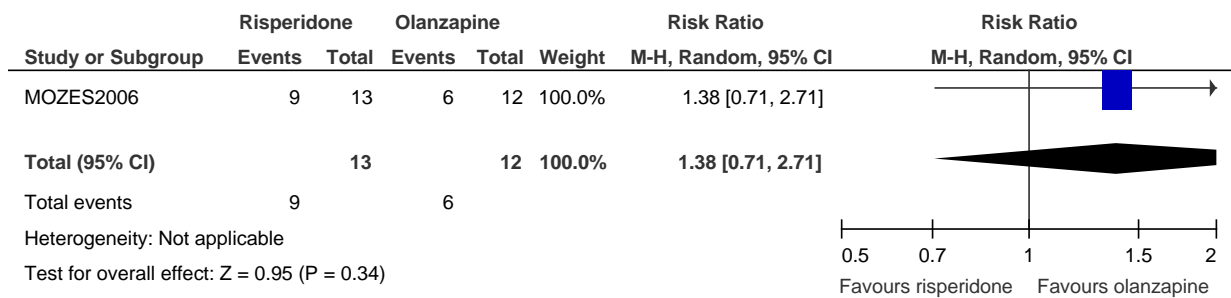 Risperidone Olanzapine Risk Ratio Risk Ratio
Study or Subgroup Events Total Events Total Weight M-H, Random, 95% CI M-H, Random, 95% CI
MOZES2006 9 13 6 12 100.0% 1.38 [0.71, 2.71]
Total (95% CI) 13 12 100.0% 1.38 [0.71, 2.71]
Total events 9 6
Heterogeneity: Not applicable
Test for overall effect: Z = 0.95 (P = 0.34)
0.5 0.7 1 1.5 2
Favours risperidone Favours olanzapine